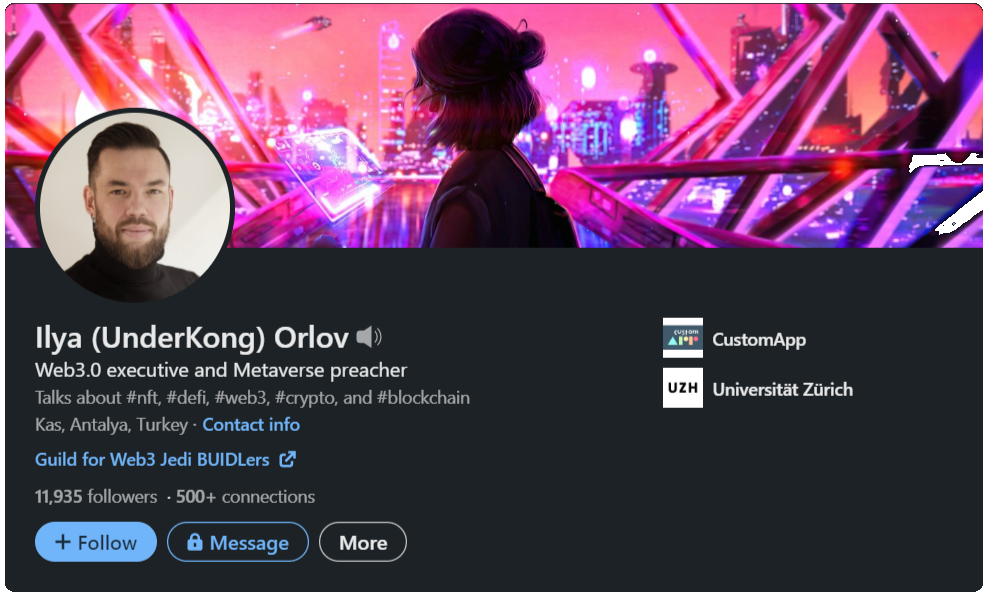 Ilya (UnderKong) Orlov
Web3.0 executive and Metaverse preacher
Talks about #nft, #defi, #web3, #crypto, and #blockchain
Kas, Antalya, Turkey · Contact info
Guild for Web3 Jedi BUIDLers
11,935 followers · 500+ connections
+ Follow
Message
More
custom
APP
CustomApp
UZH
Universität Zürich